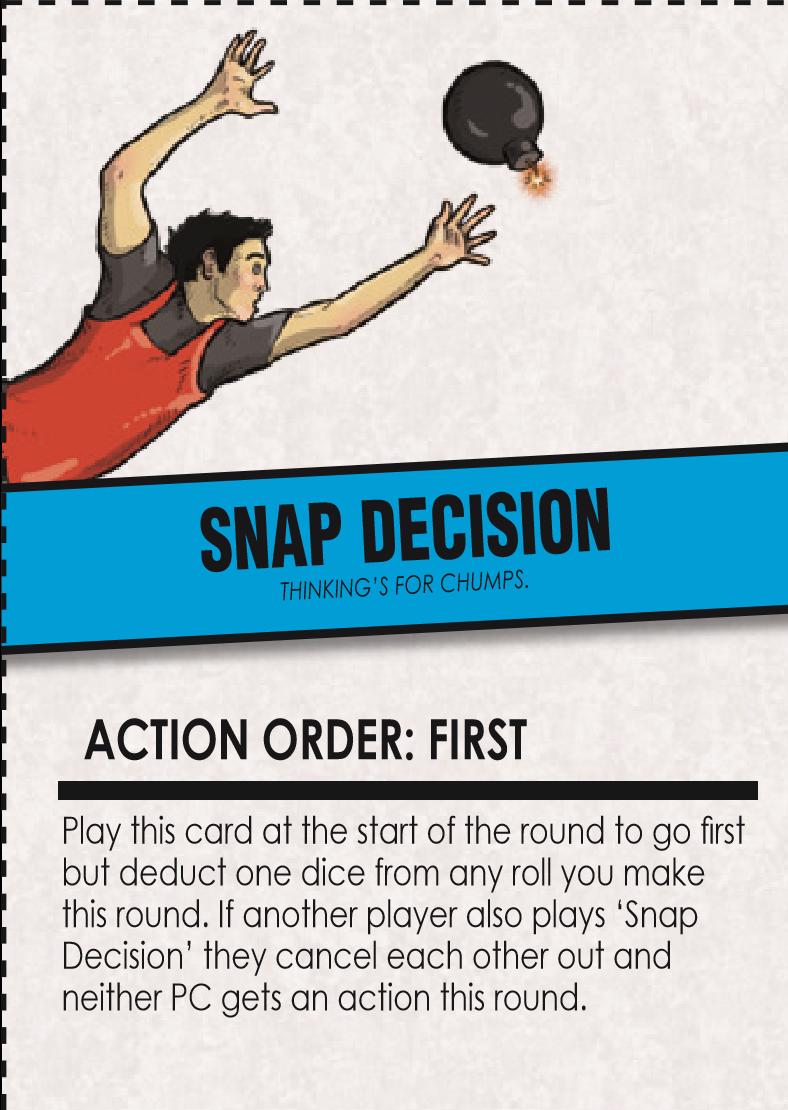 SNAP DECISION
THINKING'S FOR CHUMPS.
ACTION ORDER: FIRST
Play this card at the start of the round to go first
but deduct one dice from any roll you make
this round. If another player also plays ‘Snap
Decision’ they cancel each other out and
neither PC gets an action this round.